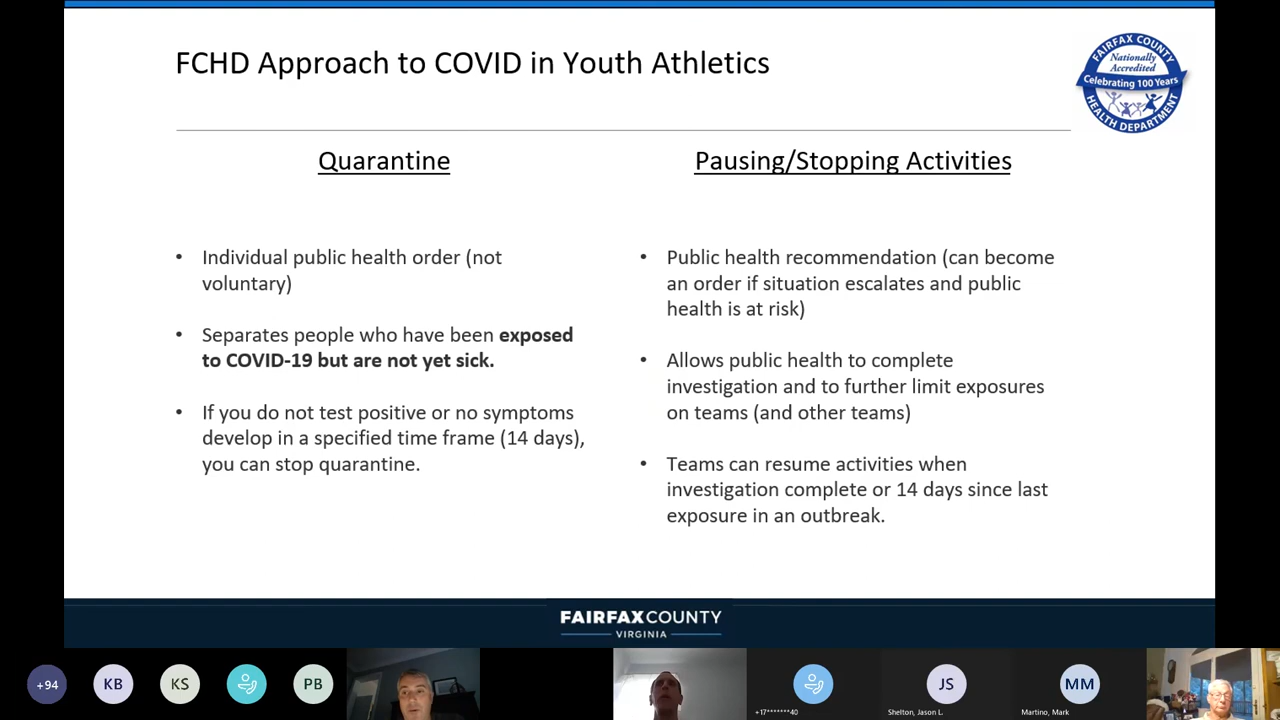 FCHD Approach to COVID in Youth Athletics
FAIRFAX COUNTY
Nationally
Accredited
Celebrating 100 Years
HEALTH DEPARTMENT
Quarantine
• Individual public health order (not
voluntary)
• Separates people who have been exposed
to COVID-19 but are not yet sick.
• If you do not test positive or no symptoms
develop in a specified time frame (14 days),
you can stop quarantine.
Pausing/Stopping Activities
• Public health recommendation (can become
an order if situation escalates and public
health is at risk)
• Allows public health to complete
investigation and to further limit exposures
on teams (and other teams)
• Teams can resume activities when
investigation complete or 14 days since last
exposure in an outbreak.
FAIRFAX COUNTY
VIRGINIA
+94
KB
KS
PB
+17*******40
JS
Shelton, Jason L.
MM
Martino, Mark